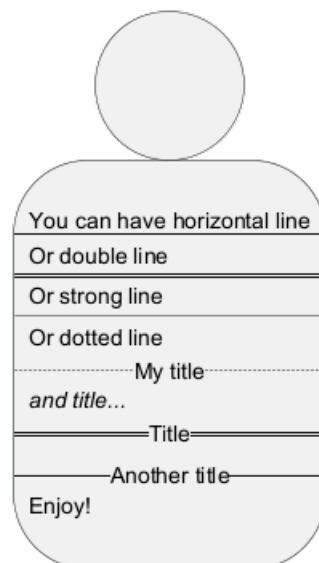 You can have horizontal line
Or double line
Or strong line
Or dotted line
My title
and title...
Title
Another title
Enjoy!